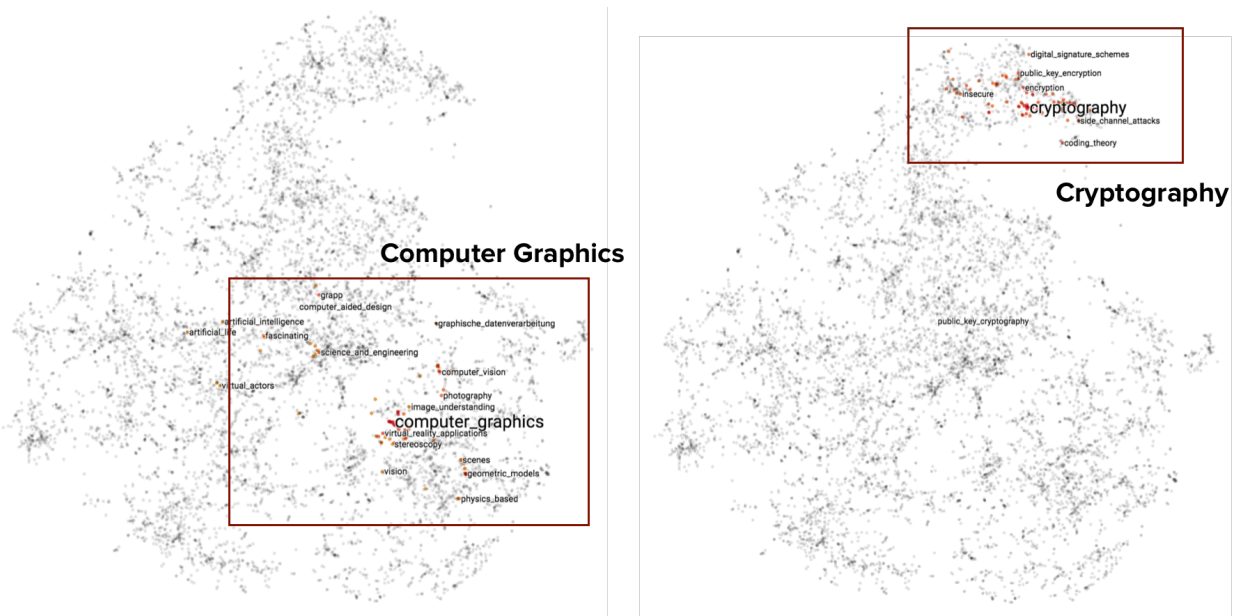 Computer Graphics
grapp
computer_aided_design
artificial_intelligence
graphische_datenverarbeitung
artificial_life
fascinating
science_and_engineering
computer_vision
virtual_actors
photography
image_understanding
computer_graphics
virtual_reality_applications
stereoscopy
scenes
vision
geometric_models
physics_based
digital_signature_schemes
public_key_encryption
encryption
insecure
cryptography
side_channel_attacks
coding_theory
Cryptography
public_key_cryptography